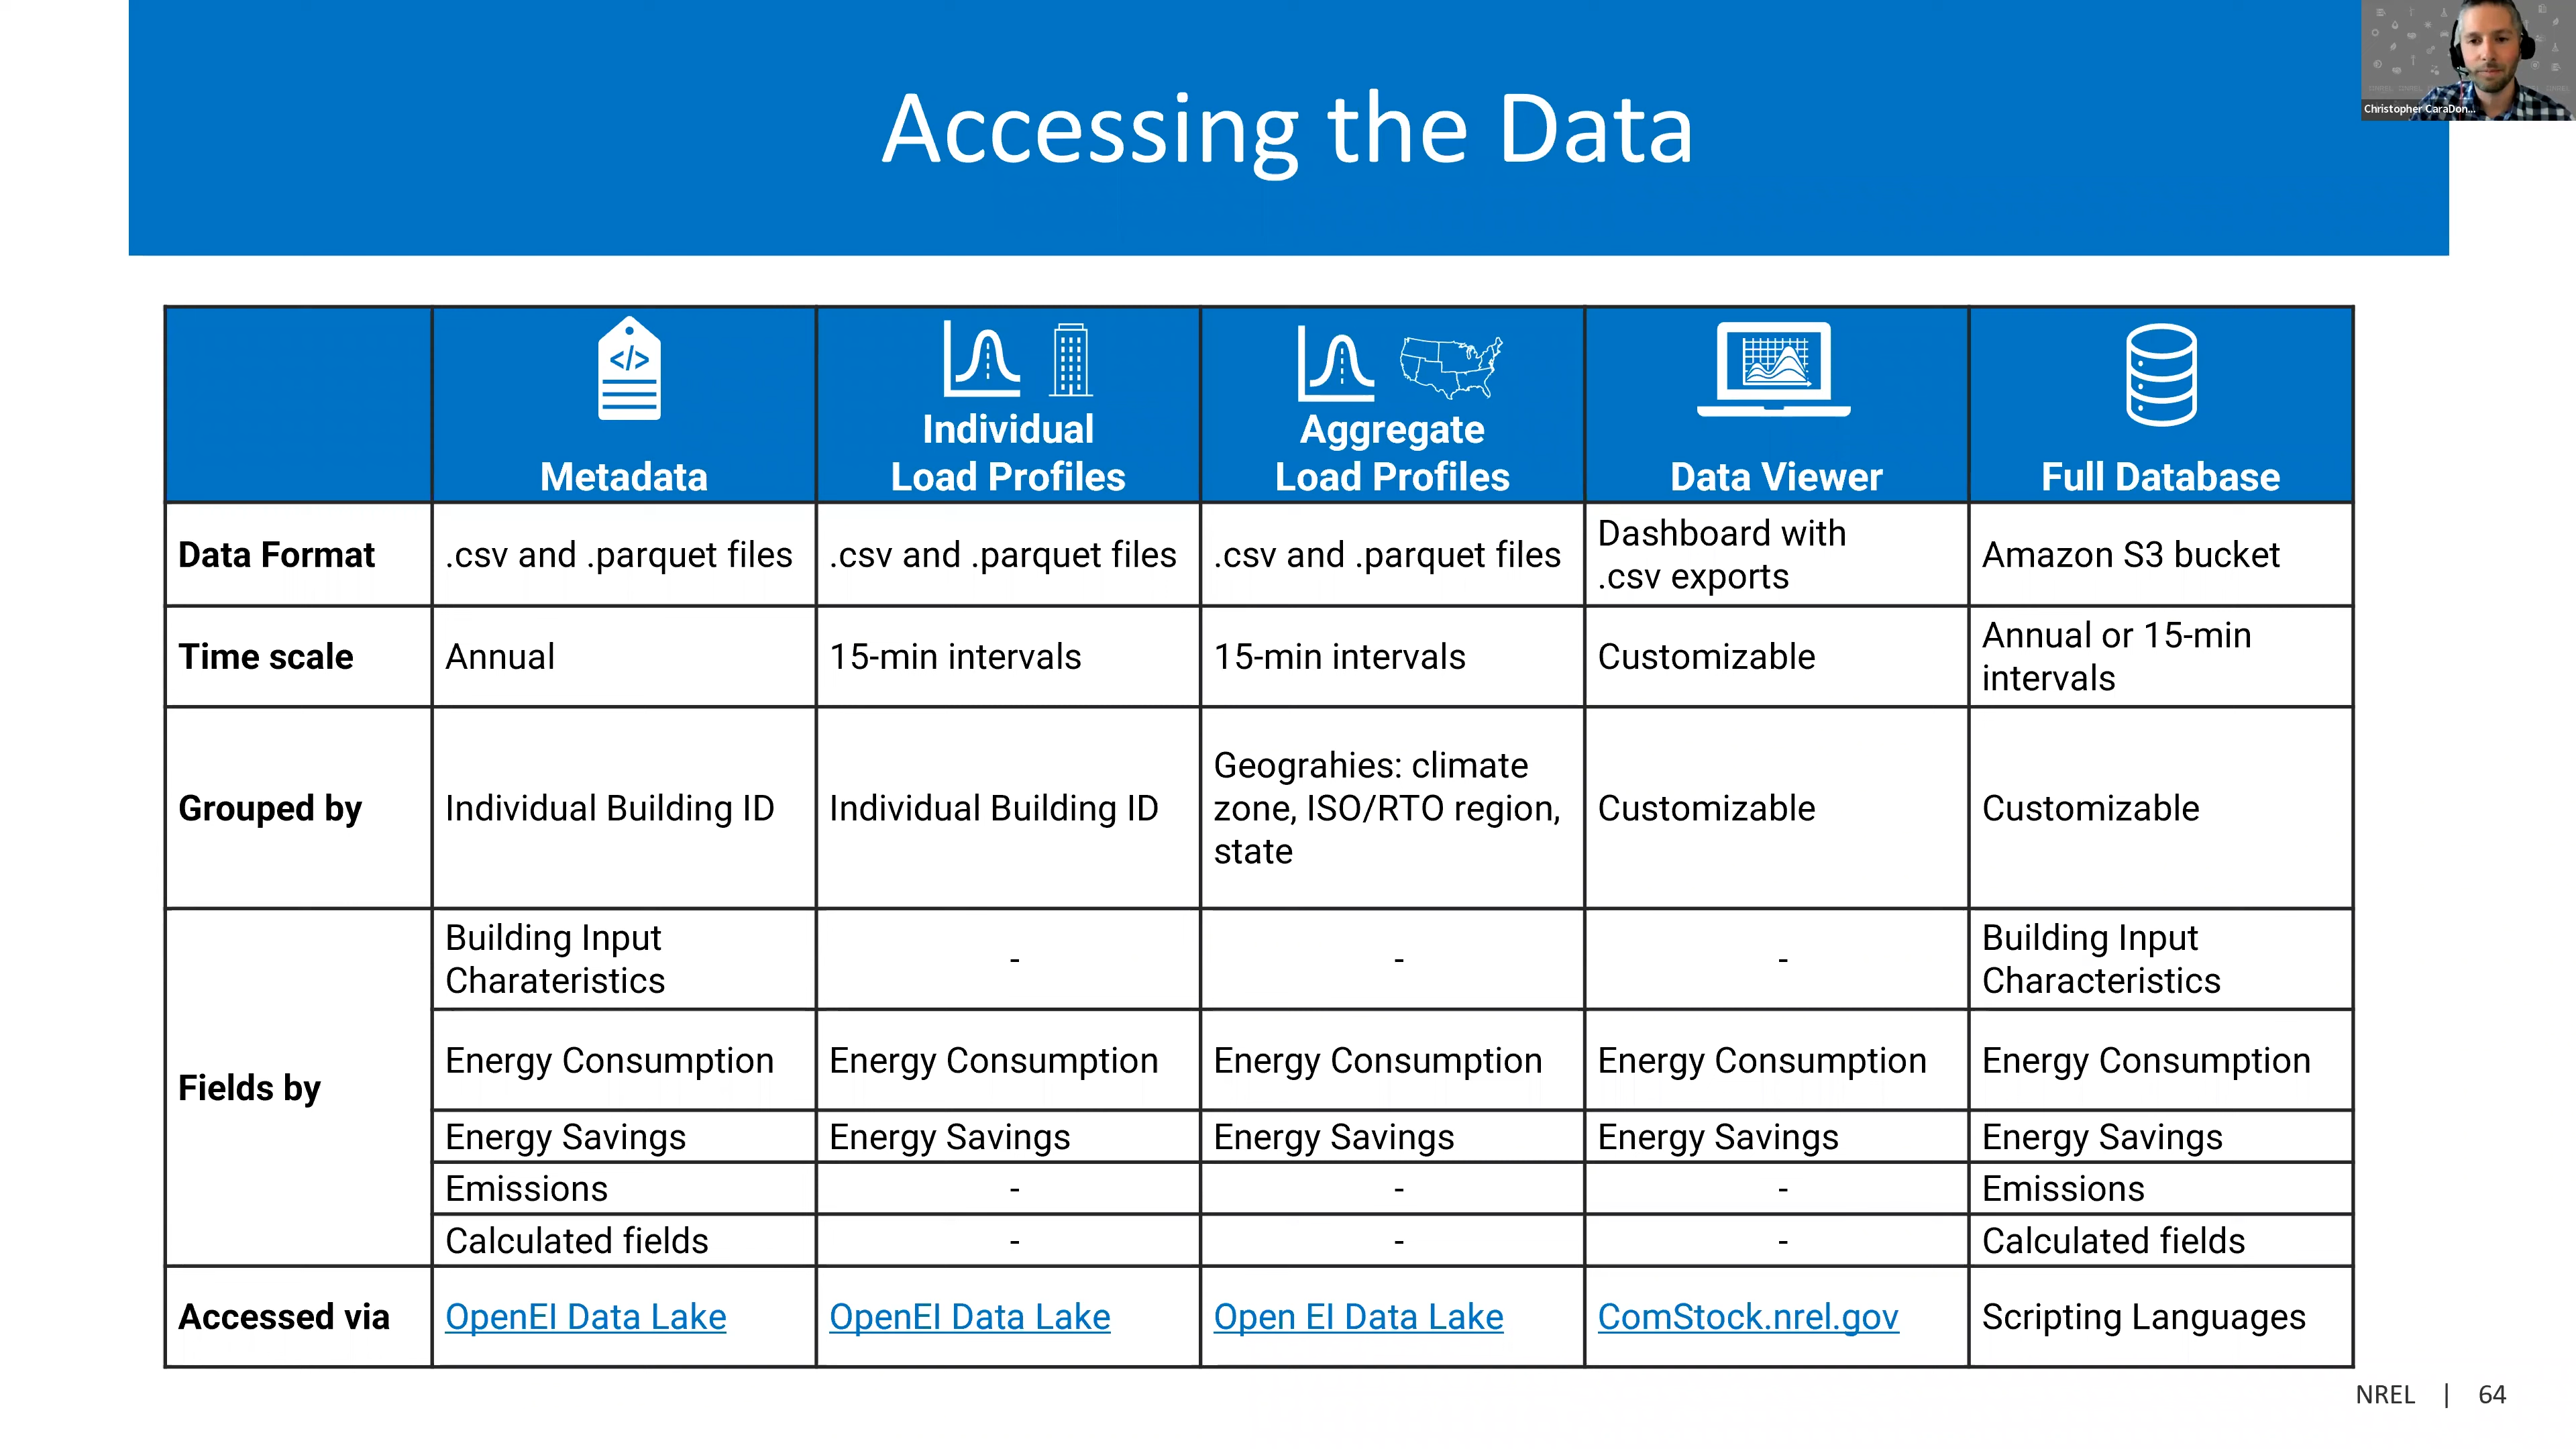 Accessing the Data
Christopher CaraDon...
</>
Metadata
Individual
Load Profiles
Aggregate
Load Profiles
Data Viewer
Full Database
Data Format
.csv and .parquet files
.csv and .parquet files
.csv and .parquet files
Dashboard with
.csv exports
Amazon S3 bucket
Time scale
Annual
15-min intervals
15-min intervals
Customizable
Annual or 15-min
intervals
Grouped by
Individual Building ID
Individual Building ID
Geograhies: climate
zone, ISO/RTO region,
state
Customizable
Customizable
Fields by
Building Input
Charateristics
-
-
-
Building Input
Characteristics
Energy Consumption
Energy Consumption
Energy Consumption
Energy Consumption
Energy Consumption
Energy Savings
Energy Savings
Energy Savings
Energy Savings
Energy Savings
Emissions
-
-
-
Emissions
Calculated fields
-
-
-
Calculated fields
Accessed via
OpenEI Data Lake
OpenEI Data Lake
Open EI Data Lake
ComStock.nrel.gov
Scripting Languages
NREL | 64